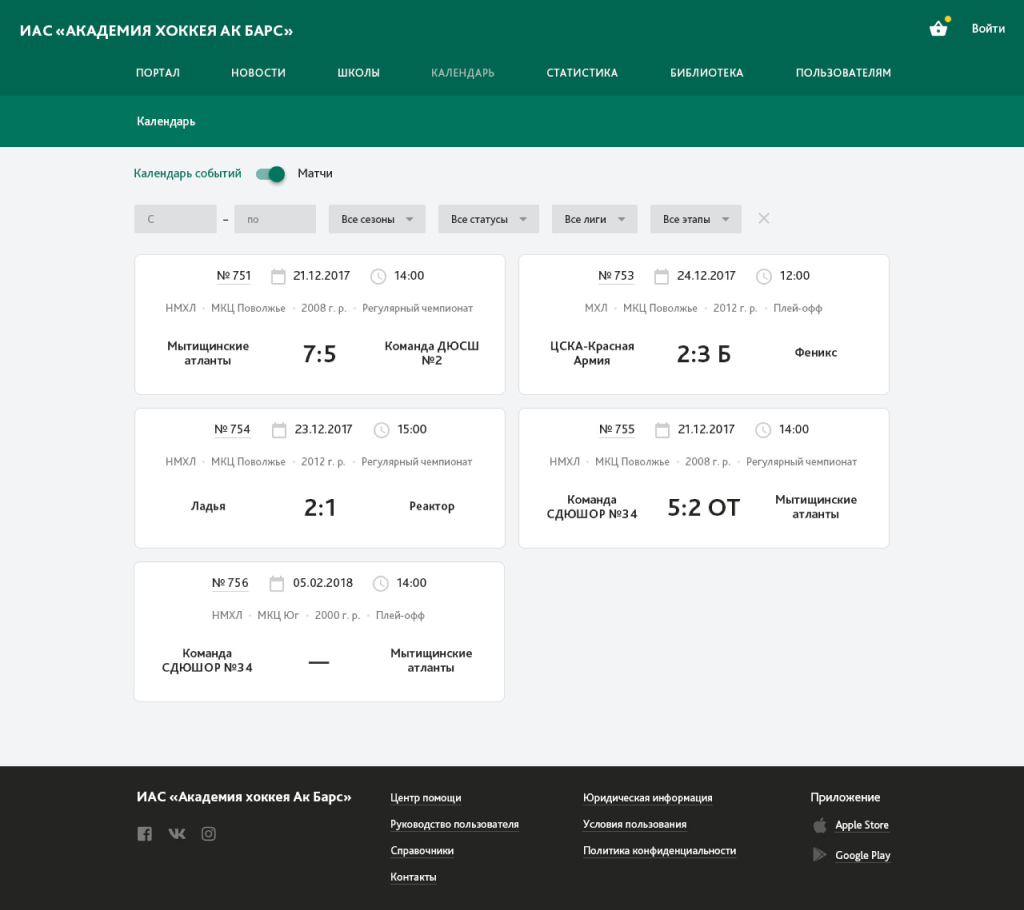 ИАС «АКАДЕМИЯ ХОККЕЯ АК БАРС»
Войти
ПОРТАЛ НОВОСТИ ШКОЛЫ КАЛЕНДАРЬ СТАТИСТИКА БИБЛИОТЕКА ПОЛЬЗОВАТЕЛЯМ
Календарь
Календарь событий Матчи
С – по Все сезоны Все статусы Все лиги Все этапы
№ 751 21.12.2017 14:00
НМХЛ • МКЦ Поволжье • 2008 г. р. • Регулярный чемпионат
Мытищинские
атланты
7:5
Команда ДЮСШ
№2
№ 753 24.12.2017 12:00
МХЛ • МКЦ Поволжье • 2012 г. р. • Плей-офф
ЦСКА-Красная
Армия
2:3 Б
Феникс
№ 754 23.12.2017 15:00
НМХЛ • МКЦ Поволжье • 2012 г. р. • Регулярный чемпионат
Ладья
2:1
Реактор
№ 755 21.12.2017 14:00
НМХЛ • МКЦ Поволжье • 2008 г. р. • Регулярный чемпионат
Команда
СДЮШОР №34
5:2 ОТ
Мытищинские
атланты
№ 756 05.02.2018 14:00
НМХЛ • МКЦ Юг • 2000 г. р. • Плей-офф
Команда
СДЮШОР №34
—
Мытищинские
атланты
ИАС «Академия хоккея Ак Барс»
Центр помощи
Руководство пользователя
Справочники
Контакты
Юридическая информация
Условия пользования
Политика конфиденциальности
Приложение
Apple Store
Google Play